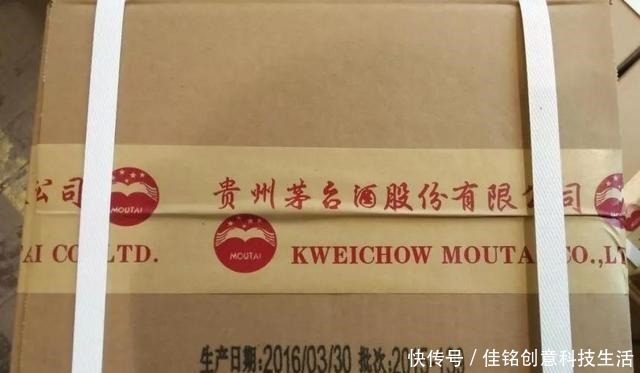 公司
贵州茅台酒股份有限公司
MOUTAI
MOUTAI
AI CO.,LTD.
KWEICHOW MOUTAI CO.,LT
生产日期:2016/03/30 批次:
快传号／佳铭创意科技生活